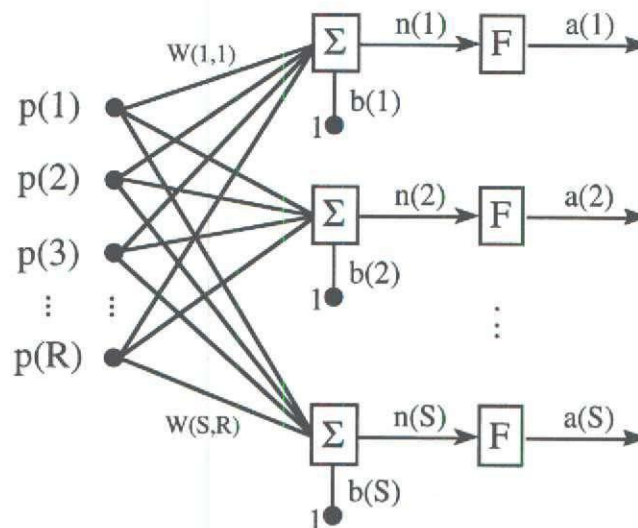 W(1,1)
Σ n(1) F a(1)
b(1)
1
p(1)
p(2)
Σ n(2) F a(2)
p(3)
b(2)
1
... ... ...
p(R)
W(S,R)
Σ n(S) F a(S)
b(S)
1